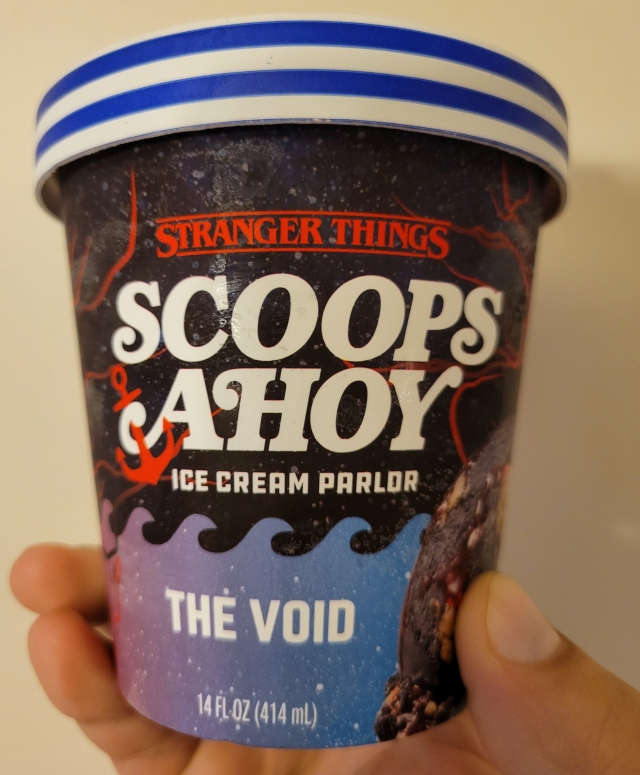 STRANGER THINGS
SCOOPS
AHOY
ICE CREAM PARLOR
THE VOID
14 FL OZ (414 mL)